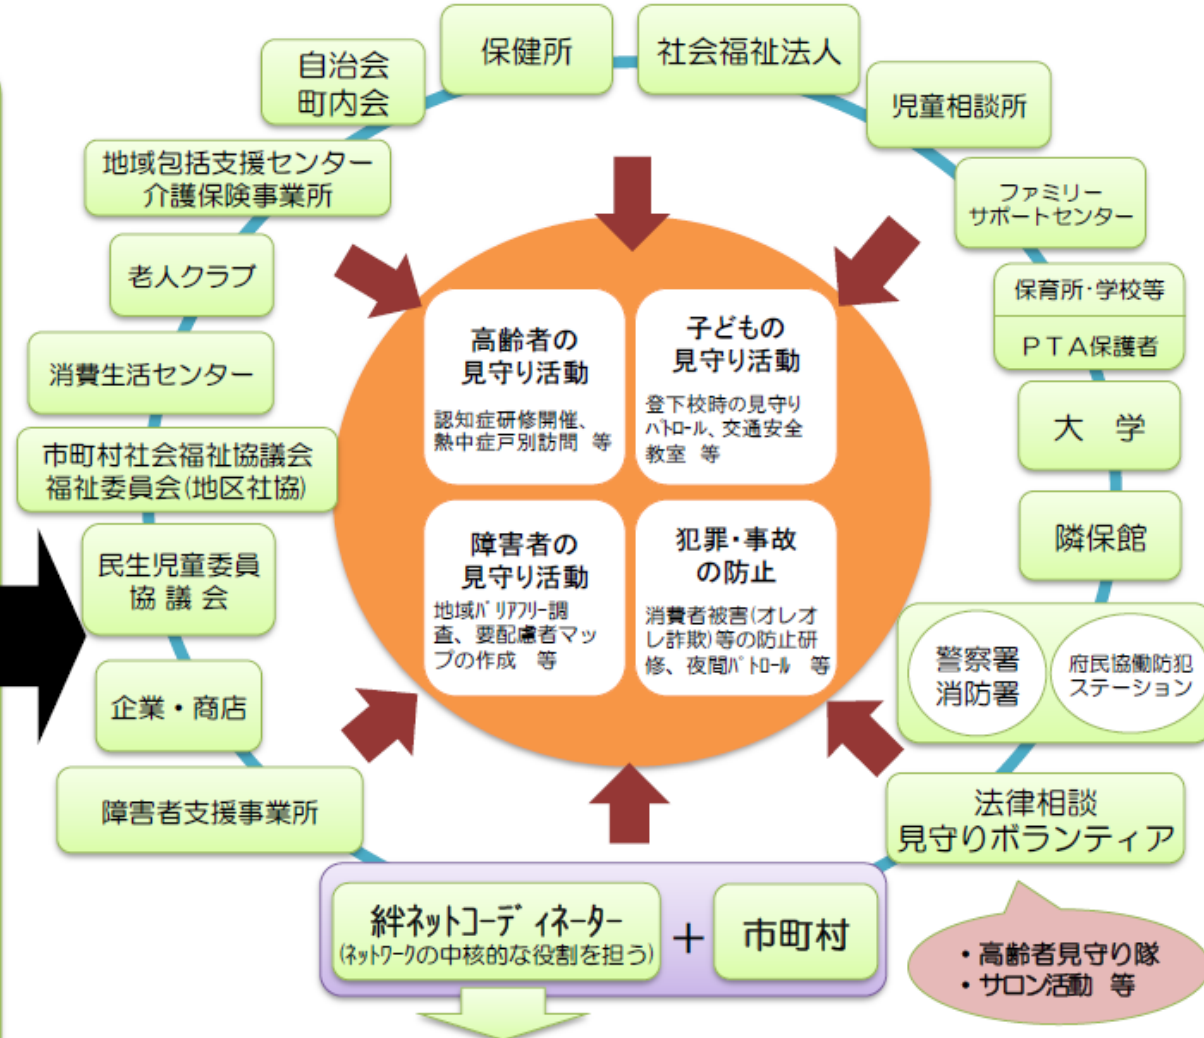 保健所
社会福祉法人
自治会
町内会
児童相談所
地域包括支援センター
介護保険事業所
ファミリー
サポートセンター
老人クラブ
保育所・学校等
PTA保護者
消費生活センター
大　学
市町村社会福祉協議会
福祉委員会(地区社協)
隣保館
民生児童委員
協 議 会
警察署
消防署
府民協働防犯
ステーション
企業・商店
障害者支援事業所
法律相談
見守りボランティア
高齢者の
見守り活動
認知症研修開催、
熱中症戸別訪問　等
子どもの
見守り活動
登下校時の見守り
ﾊﾟﾄﾛｰﾙ、交通安全
教室　等
障害者の
見守り活動
地域ﾊﾞﾘｱﾌﾘｰ調
査、要配慮者マッ
プの作成　等
犯罪・事故
の防止
消費者被害(オレオ
レ詐欺)等の防止研
修、夜間ﾊﾟﾄﾛｰﾙ　等
絆ﾈｯﾄｺｰﾃﾞｨﾈｰﾀｰ
(ﾈｯﾄﾜｰｸの中核的な役割を担う)
＋
市町村
・高齢者見守り隊
・サロン活動　等